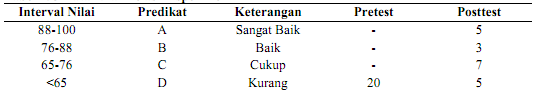 Interval Nilai Predikat Keterangan Pretest Posttest
88-100 A Sangat Baik - 5
76-88 B Baik - 3
65-76 C Cukup - 7
<65 D Kurang 20 5